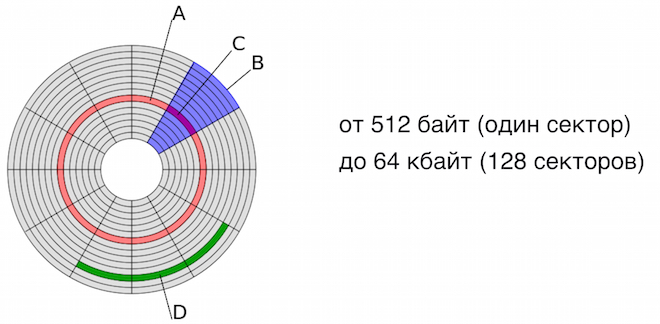 A
C
B
от 512 байт (один сектор)
до 64 кбайт (128 секторов)
D